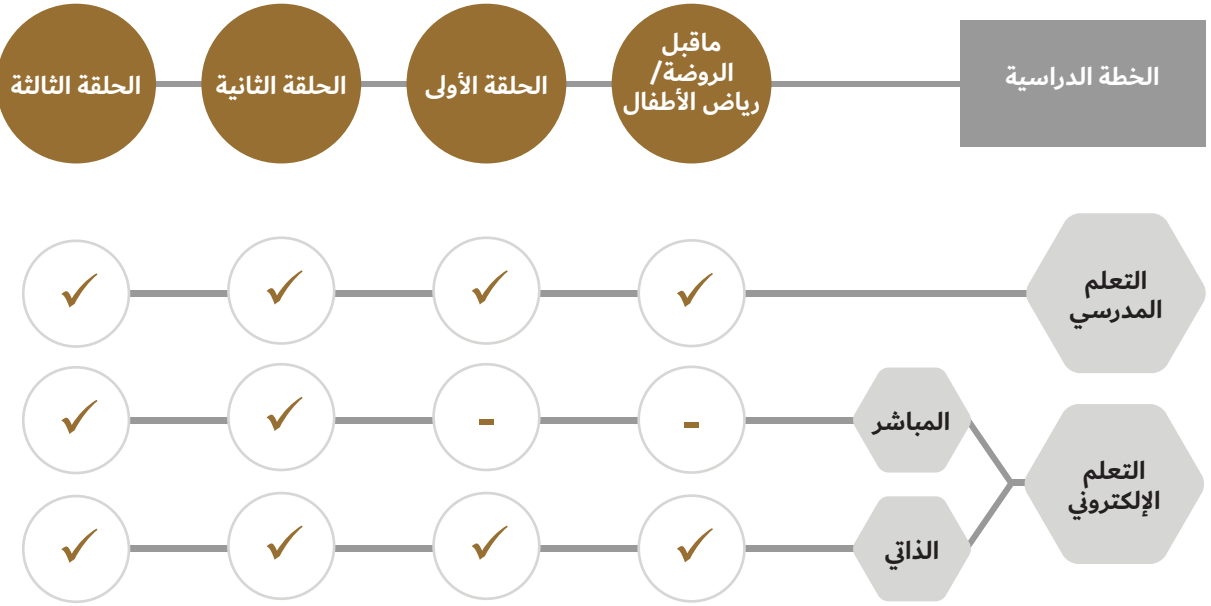 الخطة الدراسية
ماقبل
الروضة/
رياض الأطفال
الحلقة الأولى
الحلقة الثانية
الحلقة الثالثة
التعلم
المدرسي
✓
✓
✓
✓
التعلم
الإلكتروني
المباشر
-
-
✓
✓
الذاتي
✓
✓
✓
✓